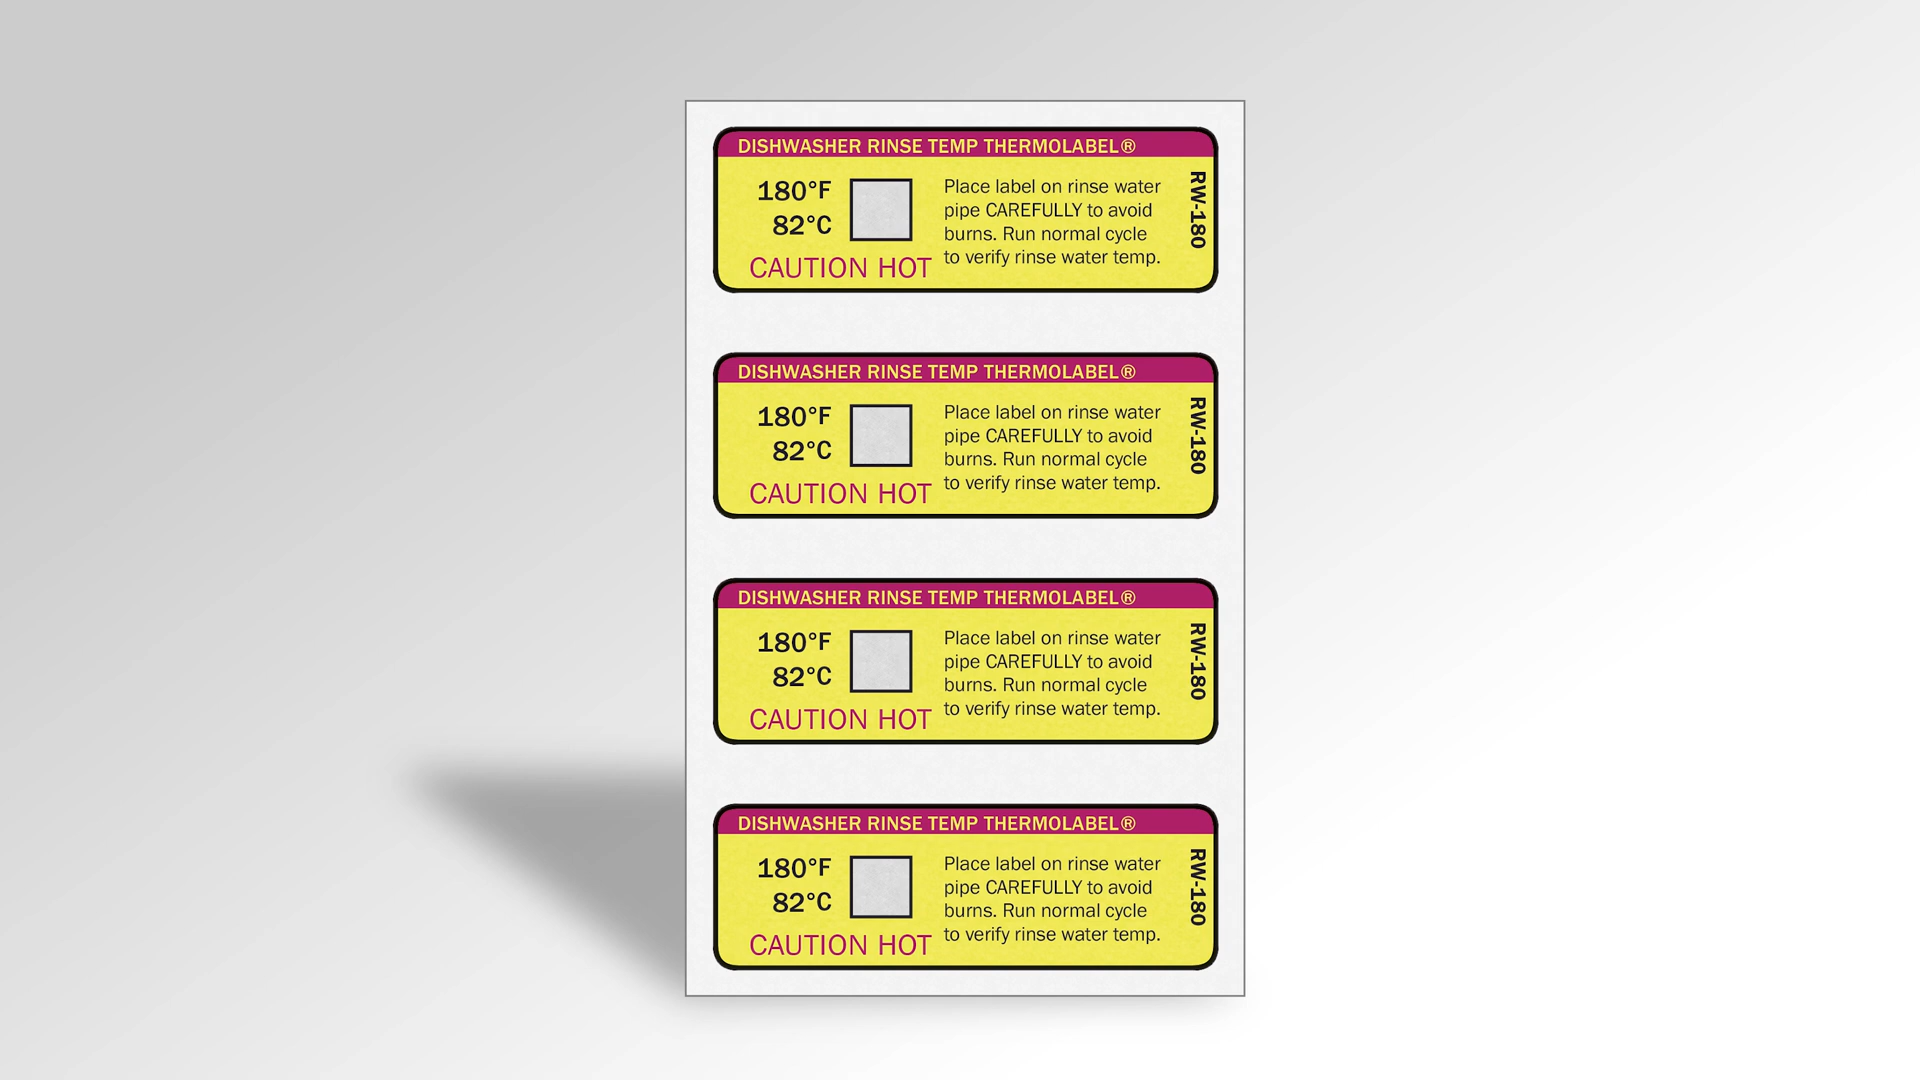 DISHWASHER RINSE TEMP THERMOLABEL®
180°F
82°C
CAUTION HOT
Place label on rinse water
pipe CAREFULLY to avoid
burns. Run normal cycle
to verify rinse water temp.
RW-180
DISHWASHER RINSE TEMP THERMOLABEL®
180°F
82°C
CAUTION HOT
Place label on rinse water
pipe CAREFULLY to avoid
burns. Run normal cycle
to verify rinse water temp.
RW-180
DISHWASHER RINSE TEMP THERMOLABEL®
180°F
82°C
CAUTION HOT
Place label on rinse water
pipe CAREFULLY to avoid
burns. Run normal cycle
to verify rinse water temp.
RW-180
DISHWASHER RINSE TEMP THERMOLABEL®
180°F
82°C
CAUTION HOT
Place label on rinse water
pipe CAREFULLY to avoid
burns. Run normal cycle
to verify rinse water temp.
RW-180